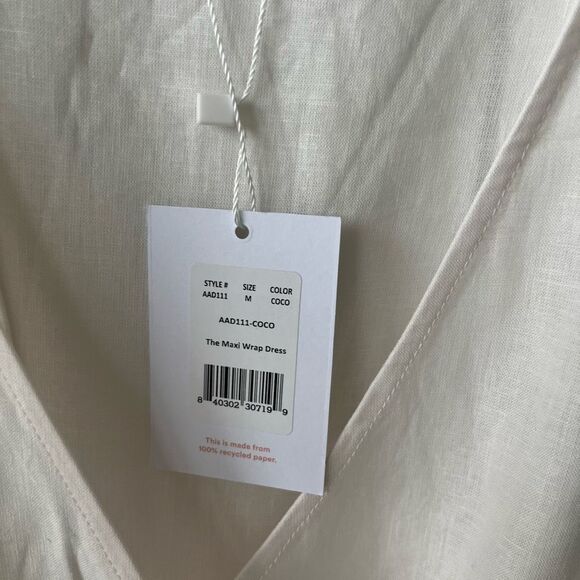 STYLE # SIZE COLOR
AAD111 M COCO
AAD111-COCO
The Maxi Wrap Dress
8 40302 30719 9
This is made from
100% recycled paper.